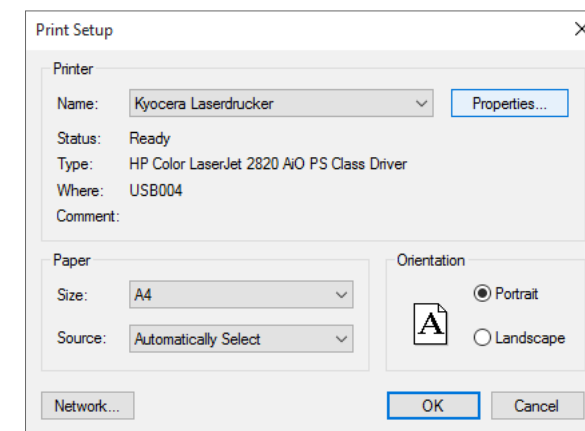 Print Setup
Printer
Name: Kyocera Laserdrucker Properties...
Status: Ready
Type: HP Color LaserJet 2820 AiO PS Class Driver
Where: USB004
Comment:
Paper
Size: A4
Source: Automatically Select
Orientation
A
Portrait
Landscape
Network... OK Cancel